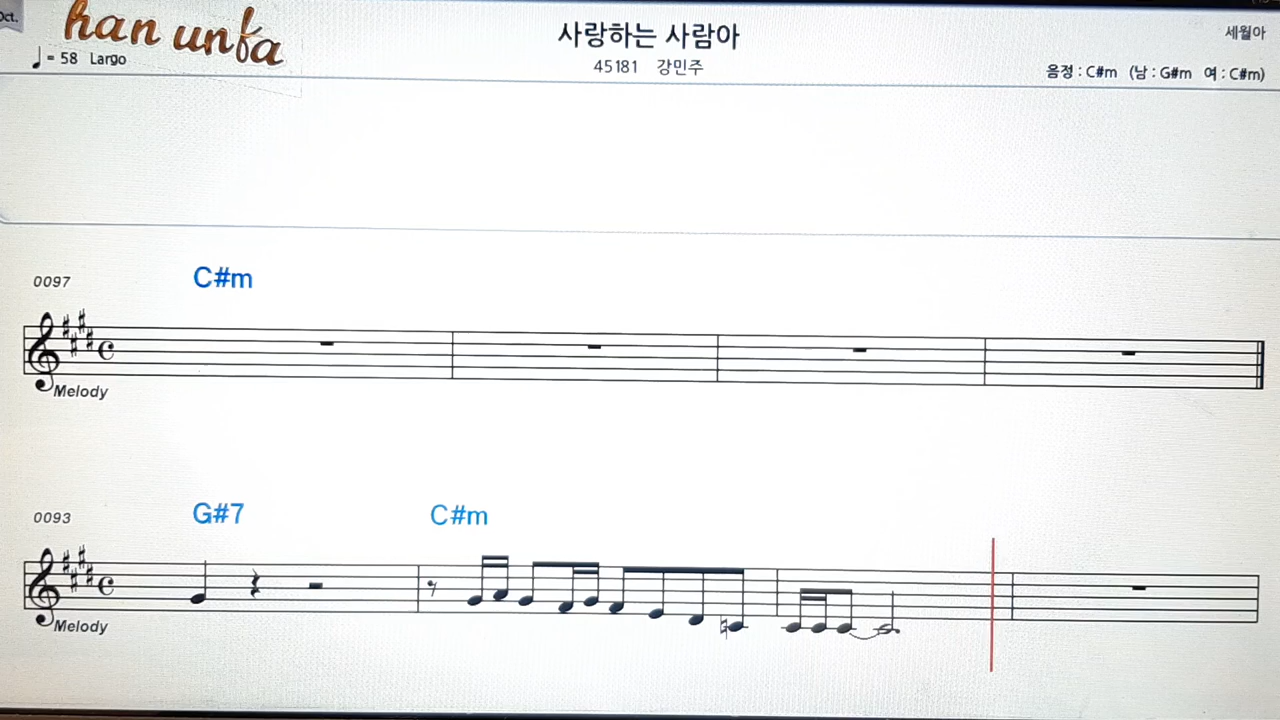 Oct.
han unfa
♩ = 58 Largo
사랑하는 사람아
45181 강민주
세월아
음정 : C#m (남 : G#m 여 : C#m)
0097
C#m
Melody
0093
G#7
C#m
Melody